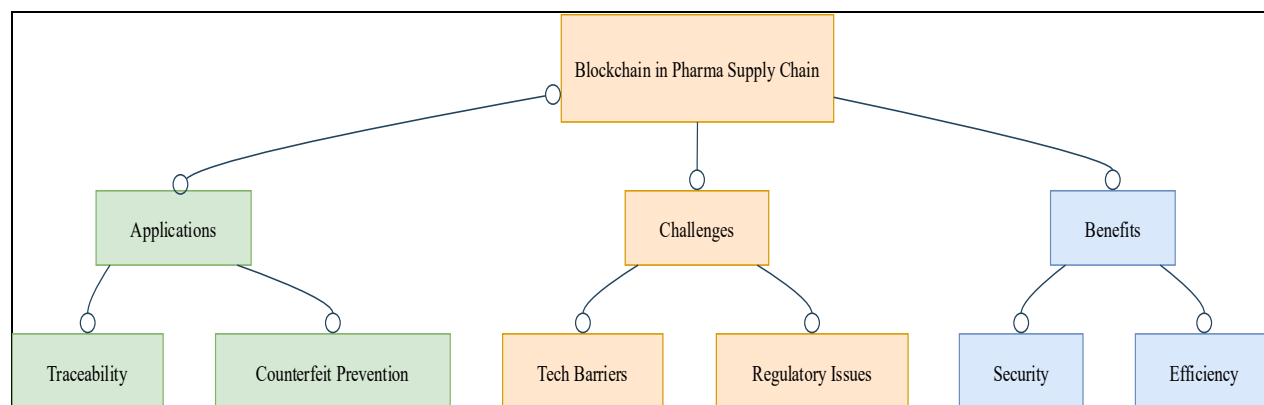 Blockchain in Pharma Supply Chain
Applications
Challenges
Benefits
Traceability
Counterfeit Prevention
Tech Barriers
Regulatory Issues
Security
Efficiency